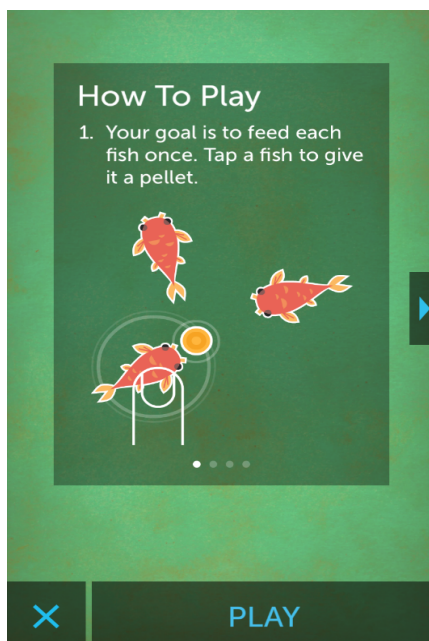 How To Play
1. Your goal is to feed each
fish once. Tap a fish to give
it a pellet.
PLAY